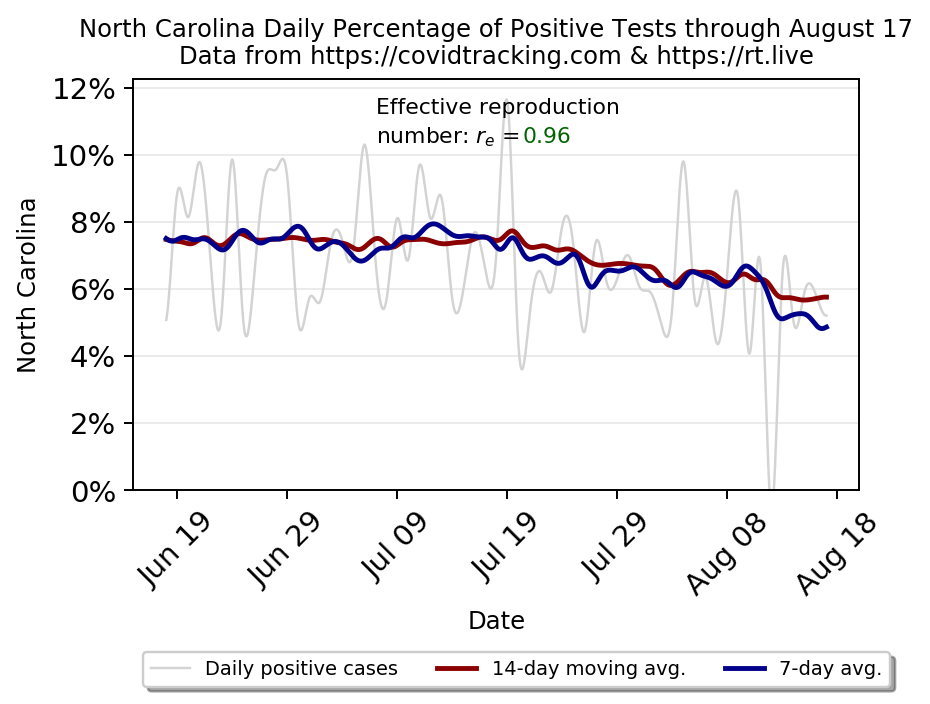 North Carolina Daily Percentage of Positive Tests through August 17
Data from https://covidtracking.com & https://rt.live
12%
10%
8%
6%
4%
2%
0%
North Carolina
Effective reproduction
number: rₑ = 0.96
Jun 19
Jun 29
Jul 09
Jul 19
Jul 29
Aug 08
Aug 18
Date
Daily positive cases
14-day moving avg.
7-day avg.